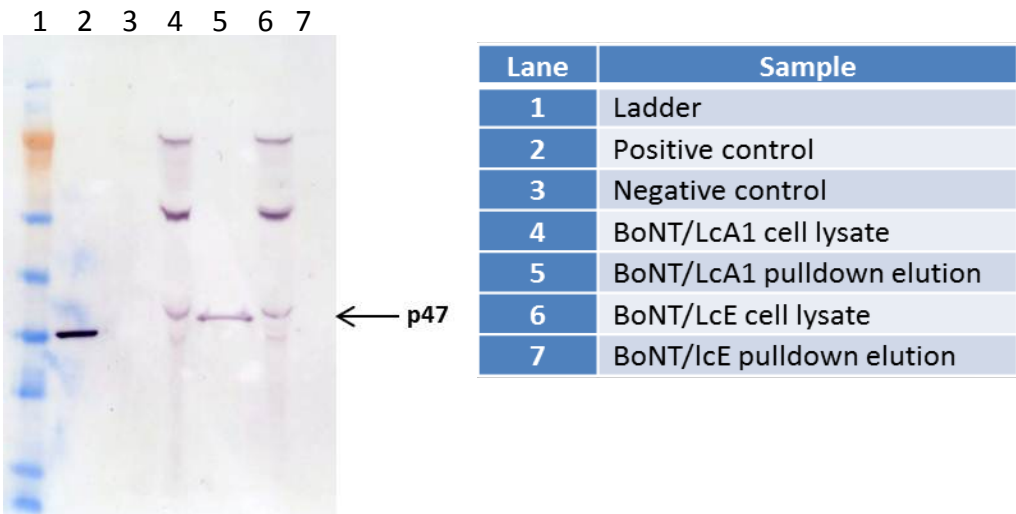 1 2 3 4 5 6 7
p47
Lane Sample
1 Ladder
2 Positive control
3 Negative control
4 BoNT/LcA1 cell lysate
5 BoNT/LcA1 pulldown elution
6 BoNT/LcE cell lysate
7 BoNT/lcE pulldown elution